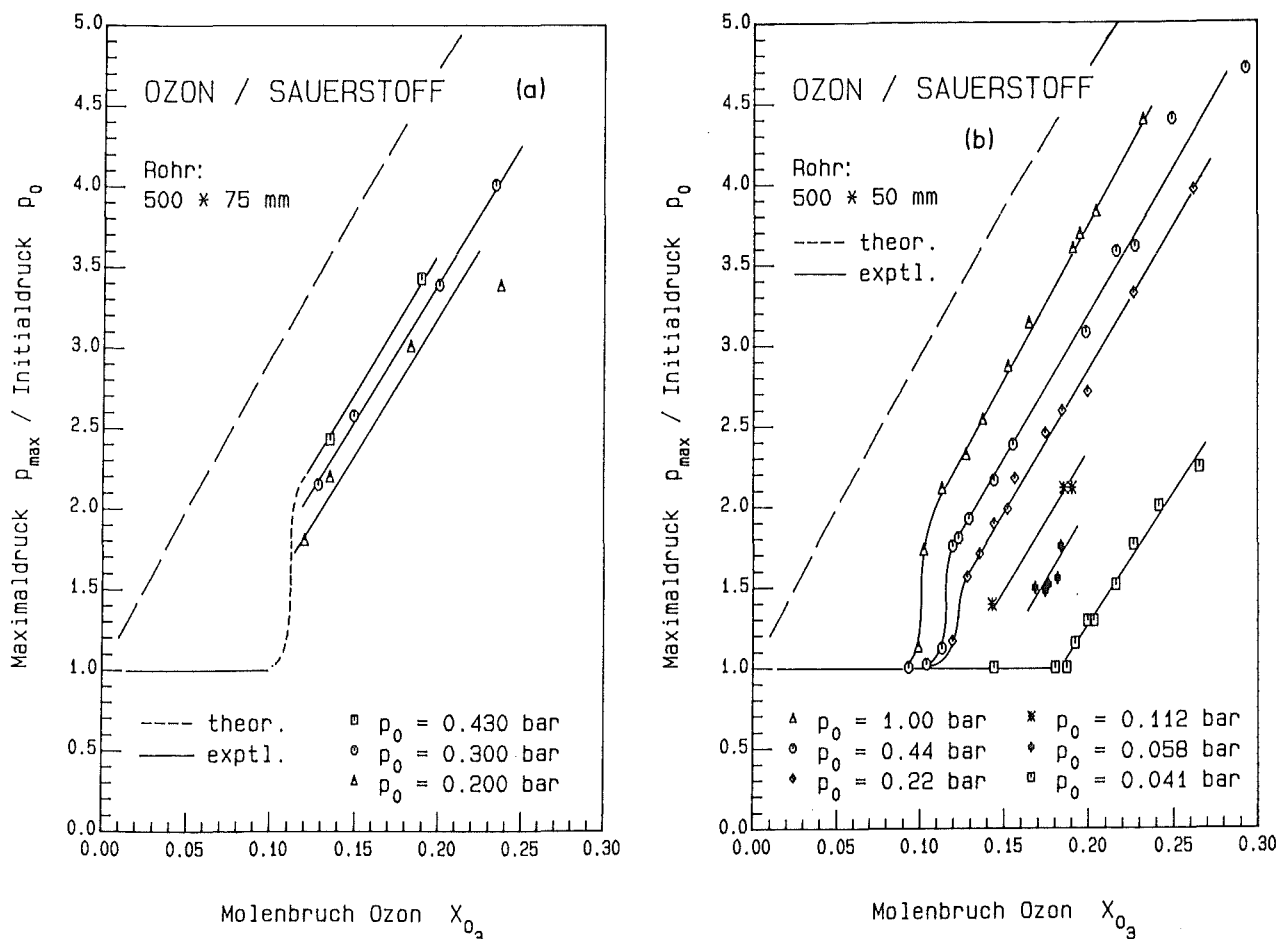 OZON / SAUERSTOFF (a)
Rohr:
500 * 75 mm
Maximaldruck p_max / Initialdruck p_0
5.0
4.5
4.0
3.5
3.0
2.5
2.0
1.5
1.0
0.5
0.0
theor.
exptl.
p_0 = 0.430 bar
p_0 = 0.300 bar
p_0 = 0.200 bar
0.00 0.05 0.10 0.15 0.20 0.25 0.30
Molenbruch Ozon X_O_3
OZON / SAUERSTOFF
(b)
Rohr:
500 * 50 mm
theor.
exptl.
Maximaldruck p_max / Initialdruck p_0
5.0
4.5
4.0
3.5
3.0
2.5
2.0
1.5
1.0
0.5
0.0
p_0 = 1.00 bar
p_0 = 0.44 bar
p_0 = 0.22 bar
p_0 = 0.112 bar
p_0 = 0.058 bar
p_0 = 0.041 bar
0.00 0.05 0.10 0.15 0.20 0.25 0.30
Molenbruch Ozon X_O_3